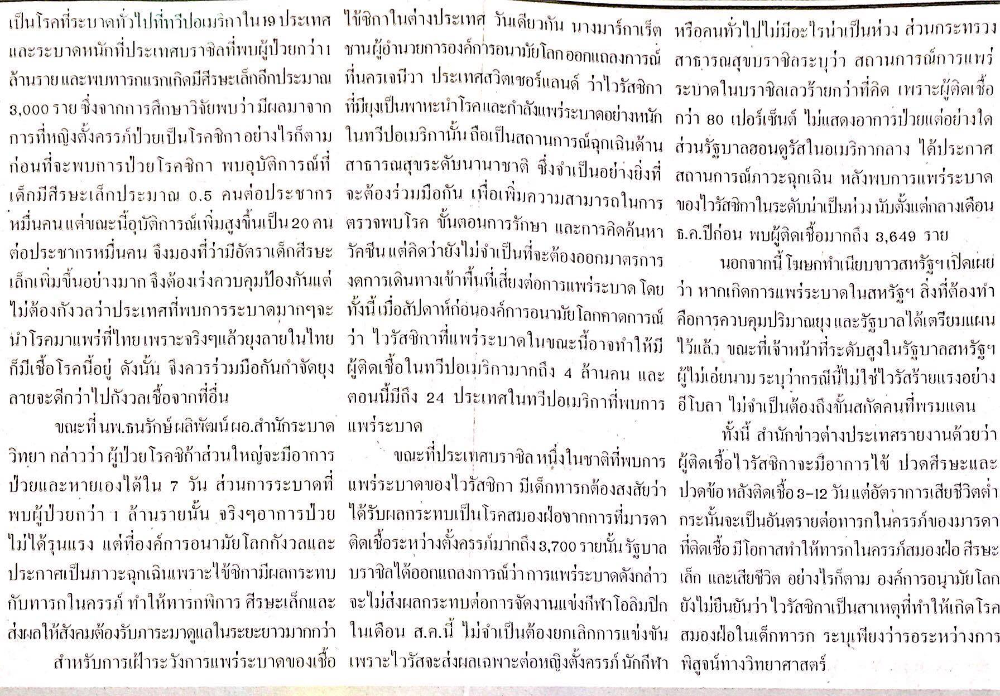 เป็นโรคที่ระบาดทั่วไปที่ทวีปอเมริกาใน 19 ประเทศ
และระบาดหนักที่ประเทศบราซิลที่พบผู้ป่วยกว่า 1
ล้านราย และพบทารกแรกเกิดมีศีรษะเล็กอีกประมาณ
3,000 ราย ซึ่งจากการศึกษาวิจัยพบว่า มีผลมาจาก
การที่หญิงตั้งครรภ์ป่วยเป็นโรคซิกา อย่างไรก็ตาม
ก่อนที่จะพบการป่วยโรคซิกา พบอุบัติการณ์ที่
เด็กมีศีรษะเล็กประมาณ 0.5 คนต่อประชากร
หมื่นคน แต่ขณะนี้อุบัติการณ์เพิ่มสูงขึ้นเป็น 20 คน
ต่อประชากรหมื่นคน จึงมองที่ว่ามีอัตราเด็กศีรษะ
เล็กเพิ่มขึ้นอย่างมาก จึงต้องเร่งควบคุมป้องกันแต่
ไม่ต้องกังวลว่าประเทศที่พบการระบาดมากๆจะ
นำโรคมาแพร่ที่ไทย เพราะจริงๆแล้วยุงลายในไทย
ก็มีเชื้อโรคนี้อยู่ ดังนั้น จึงควรร่วมมือกันกำจัดยุง
ลายจะดีกว่าไปกังวลเชื้อจากที่อื่น
ขณะที่ นพ.ธนรักษ์ ผลิพัฒน์ ผอ.สำนักระบาด
วิทยา กล่าวว่า ผู้ป่วยโรคซิก้าส่วนใหญ่จะมีอาการ
ป่วยและหายเองได้ใน 7 วัน ส่วนการระบาดที่
พบผู้ป่วยกว่า 1 ล้านรายนั้น จริงๆอาการป่วย
ไม่ได้รุนแรง แต่ที่องค์การอนามัยโลกกังวลและ
ประกาศเป็นภาวะฉุกเฉินเพราะไข้ซิกามีผลกระทบ
กับทารกในครรภ์ ทำให้ทารกพิการ ศีรษะเล็กและ
ส่งผลให้สังคมต้องรับภาระมาดูแลในระยะยาวมากกว่า
สำหรับการเฝ้าระวังการแพร่ระบาดของเชื้อ
ไข้ซิกาในต่างประเทศ วันเดียวกัน นางมาร์กาเร็ต
ชาน ผู้อำนวยการองค์การอนามัยโลก ออกแถลงการณ์
ที่นครเจนีวา ประเทศสวิตเซอร์แลนด์ ว่าไวรัสซิกา
ที่มียุงเป็นพาหะนำโรคและกำลังแพร่ระบาดอย่างหนัก
ในทวีปอเมริกานั้น ถือเป็นสถานการณ์ฉุกเฉินด้าน
สาธารณสุขระดับนานาชาติ ซึ่งจำเป็นอย่างยิ่งที่
จะต้องร่วมมือกัน เพื่อเพิ่มความสามารถในการ
ตรวจพบโรค ขั้นตอนการรักษา และการคิดค้นหา
วัคซีน แต่คิดว่ายังไม่จำเป็นที่จะต้องออกมาตรการ
งดการเดินทางเข้าพื้นที่เสี่ยงต่อการแพร่ระบาด โดย
ทั้งนี้ เมื่อสัปดาห์ก่อนองค์การอนามัยโลกคาดการณ์
ว่า ไวรัสซิกาที่แพร่ระบาดในขณะนี้อาจทำให้มี
ผู้ติดเชื้อในทวีปอเมริกามากถึง 4 ล้านคน และ
ตอนนี้มีถึง 24 ประเทศในทวีปอเมริกาที่พบการ
แพร่ระบาด
ขณะที่ประเทศบราซิล หนึ่งในชาติที่พบการ
แพร่ระบาดของไวรัสซิกา มีเด็กทารกต้องสงสัยว่า
ได้รับผลกระทบเป็นโรคสมองฝ่อจากการที่มารดา
ติดเชื้อระหว่างตั้งครรภ์มากถึง 3,700 รายนั้น รัฐบาล
บราซิลได้ออกแถลงการณ์ว่า การแพร่ระบาดดังกล่าว
จะไม่ส่งผลกระทบต่อการจัดงานแข่งกีฬาโอลิมปิก
ในเดือน ส.ค.นี้ ไม่จำเป็นต้องยกเลิกการแข่งขัน
เพราะไวรัสจะส่งผลเฉพาะต่อหญิงตั้งครรภ์ นักกีฬา
หรือคนทั่วไปไม่มีอะไรน่าเป็นห่วง ส่วนกระทรวง
สาธารณสุขบราซิลระบุว่า สถานการณ์การแพร่
ระบาดในบราซิลเลวร้ายกว่าที่คิด เพราะผู้ติดเชื้อ
กว่า 80 เปอร์เซ็นต์ ไม่แสดงอาการป่วยแต่อย่างใด
ส่วนรัฐบาลฮอนดูรัสในอเมริกากลาง ได้ประกาศ
สถานการณ์ภาวะฉุกเฉิน หลังพบการแพร่ระบาด
ของไวรัสซิกาในระดับน่าเป็นห่วง นับตั้งแต่กลางเดือน
ธ.ค.ปีก่อน พบผู้ติดเชื้อมากถึง 3,649 ราย
นอกจากนี้ โฆษกทำเนียบขาวสหรัฐฯ เปิดเผย
ว่า หากเกิดการแพร่ระบาดในสหรัฐฯ สิ่งที่ต้องทำ
คือการควบคุมปริมาณยุง และรัฐบาลได้เตรียมแผน
ไว้แล้ว ขณะที่เจ้าหน้าที่ระดับสูงในรัฐบาลสหรัฐฯ
ผู้ไม่เอ่ยนาม ระบุว่ากรณีนี้ไม่ใช่ไวรัสร้ายแรงอย่าง
อีโบลา ไม่จำเป็นต้องถึงขั้นสกัดคนที่พรมแดน
ทั้งนี้ สำนักข่าวต่างประเทศรายงานด้วยว่า
ผู้ติดเชื้อไวรัสซิกาจะมีอาการไข้ ปวดศีรษะและ
ปวดข้อ หลังติดเชื้อ 3-12 วัน แต่อัตราการเสียชีวิตต่ำ
กระนั้นจะเป็นอันตรายต่อทารกในครรภ์ของมารดา
ที่ติดเชื้อ มีโอกาสทำให้ทารกในครรภ์สมองฝ่อ ศีรษะ
เล็ก และเสียชีวิต อย่างไรก็ตาม องค์การอนามัยโลก
ยังไม่ยืนยันว่า ไวรัสซิกาเป็นสาเหตุที่ทำให้เกิดโรค
สมองฝ่อในเด็กทารก ระบุเพียงว่ารอระหว่างการ
พิสูจน์ทางวิทยาศาสตร์